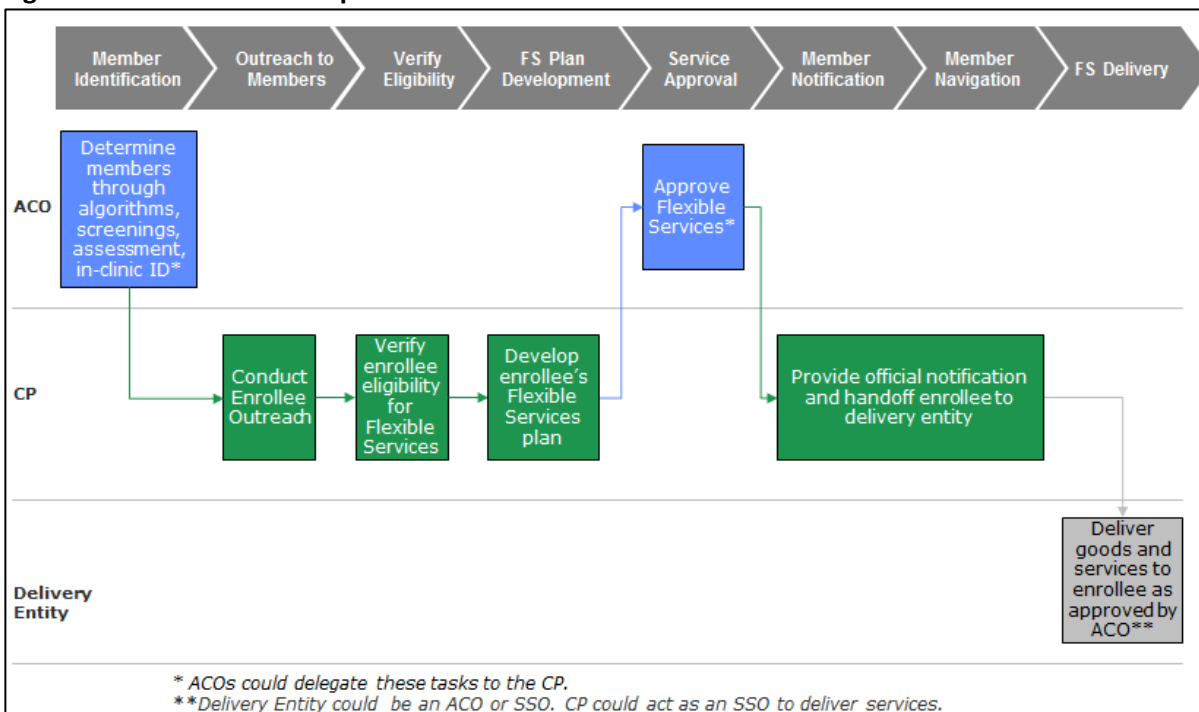 Member
Identification
Outreach to
Members
Verify
Eligibility
FS Plan
Development
Service
Approval
Member
Notification
Member
Navigation
FS Delivery
ACO
Determine
members
through
algorithms,
screenings,
assessment,
in-clinic ID*
Approve
Flexible
Services*
CP
Conduct
Enrollee
Outreach
Verify
enrollee
eligibility
for
Flexible
Services
Develop
enrollee's
Flexible
Services
plan
Provide official notification
and handoff enrollee to
delivery entity
Delivery
Entity
Deliver
goods and
services to
enrollee as
approved by
ACO**
* ACOs could delegate these tasks to the CP.
**Delivery Entity could be an ACO or SSO. CP could act as an SSO to deliver services.